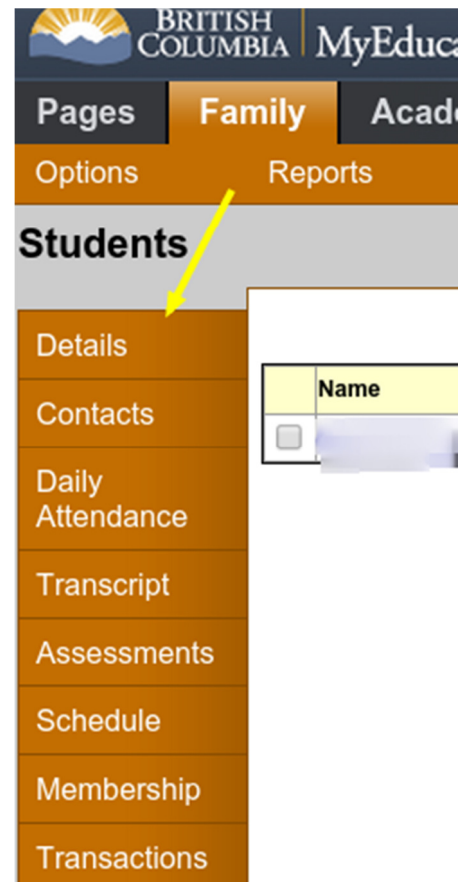 BRITISH
COLUMBIA MyEduca
Pages Family Acad
Options Reports
Students
Details
Name
Contacts
Daily
Attendance
Transcript
Assessments
Schedule
Membership
Transactions